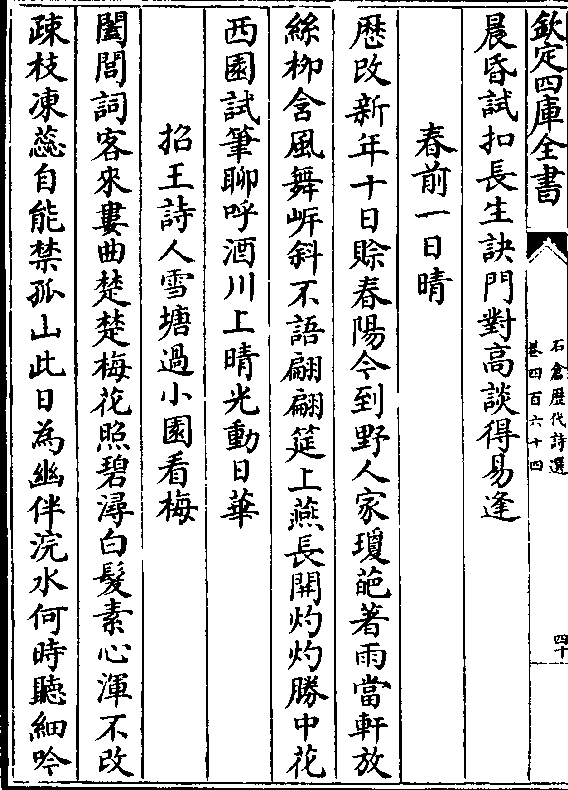 欽定四庫全書
石倉歴代詩選
卷四百六十四
四十
晨昏試扣長生訣門對高談得易逢
春前一日晴
歴改新年十日賖春陽今到野人家瓊葩著雨當軒放
絲柳含風舞岍斜不語翩翩筵上燕長開灼灼勝中花
西園試筆聊呼酒川上晴光動日華
招王詩人雪塘過小園看梅
闔閭詞客來婁曲楚楚梅花照碧潯白髮素心渾不改
疎枝凍蕊自能禁孤山此日為幽伴浣水何時聽細吟